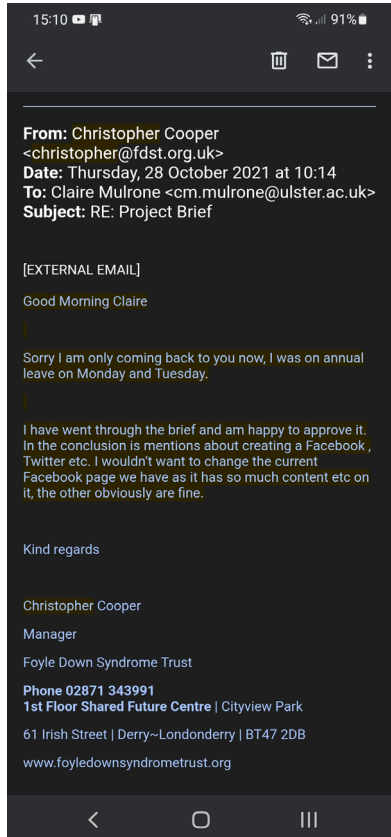 15:10
91%
From: Christopher Cooper
<christopher@fdst.org.uk>
Date: Thursday, 28 October 2021 at 10:14
To: Claire Mulrone <cm.mulrone@ulster.ac.uk>
Subject: RE: Project Brief
[EXTERNAL EMAIL]
Good Morning Claire
Sorry I am only coming back to you now, I was on annual
leave on Monday and Tuesday.
I have went through the brief and am happy to approve it.
In the conclusion is mentions about creating a Facebook ,
Twitter etc. I wouldn't want to change the current
Facebook page we have as it has so much content etc on
it, the other obviously are fine.
Kind regards
Christopher Cooper
Manager
Foyle Down Syndrome Trust
Phone 02871 343991
1st Floor Shared Future Centre | Cityview Park
61 Irish Street | Derry~Londonderry | BT47 2DB
www.foyledownsyndrometrust.org